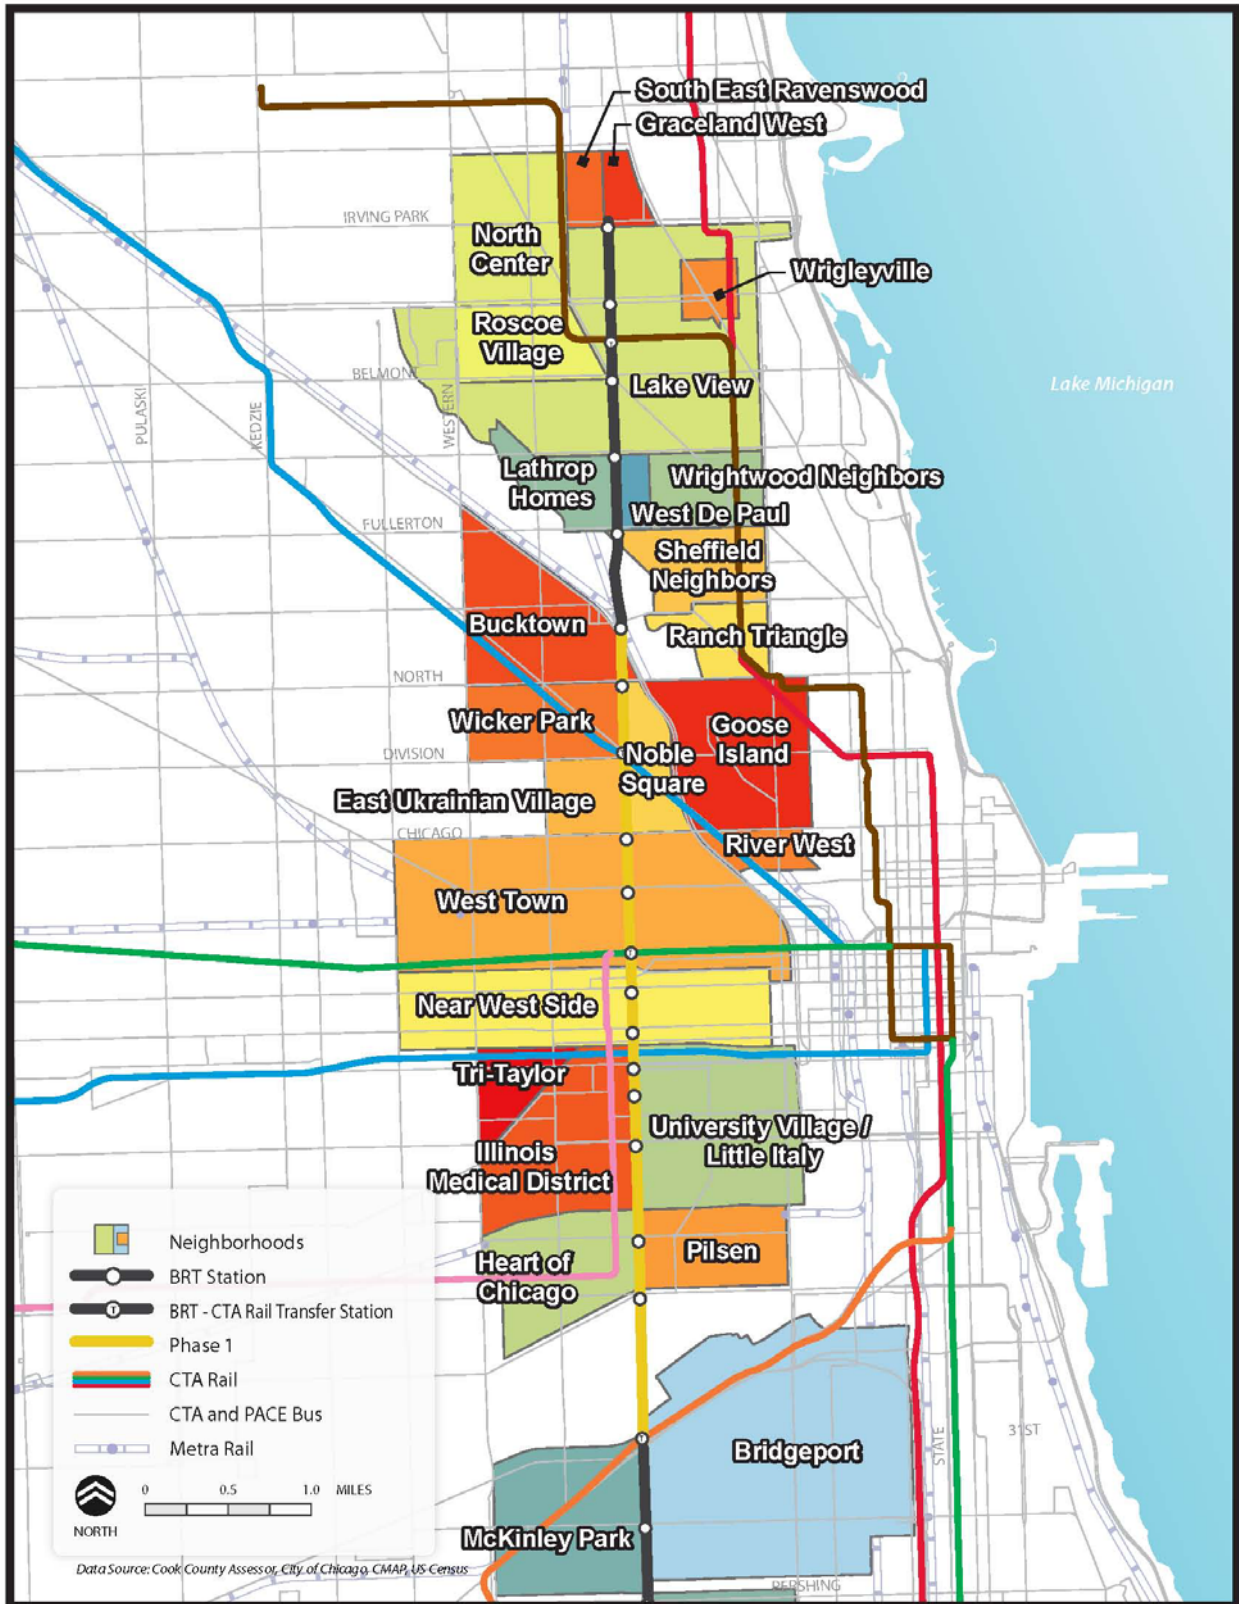 South East Ravenswood
Graceland West
IRVING PARK
North
Center
Wrigleyville
Roscoe
Village
BELMONT
Lake View
Lake Michigan
PULASKI
KEDZIE
WESTERN
Lathrop
Homes
Wrightwood Neighbors
West De Paul
FULLERTON
Sheffield
Neighbors
Bucktown
Ranch Triangle
NORTH
Wicker Park
Goose
Island
DIVISION
Noble
Square
East Ukrainian Village
CHICAGO
River West
West Town
Near West Side
Tri-Taylor
University Village /
Little Italy
Illinois
Medical District
Pilsen
Heart of
Chicago
Neighborhoods
BRT Station
T
BRT - CTA Rail Transfer Station
Phase 1
CTA Rail
CTA and PACE Bus
Metra Rail
0 0.5 1.0 MILES
NORTH
31ST
STATE
Bridgeport
McKinley Park
PERSHING
Data Source: Cook County Assessor, City of Chicago, CMAP, US Census